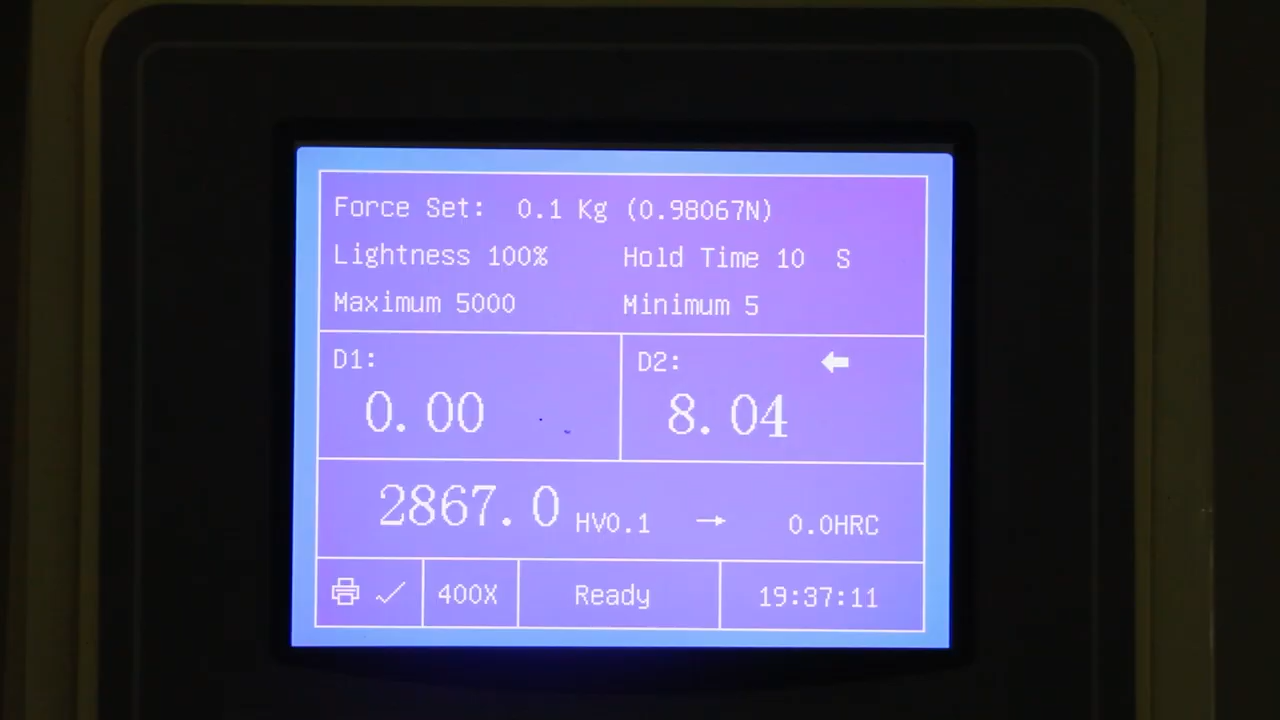 Force Set: 0.1 Kg (0.98067N)
Lightness 100% Hold Time 10 S
Maximum 5000 Minimum 5
D1: D2:
0.00 8.04
2867.0 HV0.1 → 0.0HRC
400X Ready 19:37:11